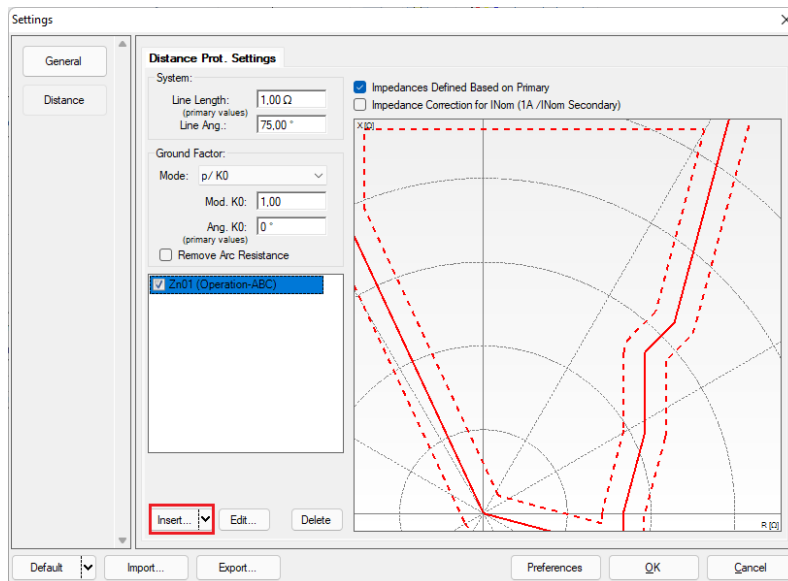 Settings
General
Distance
Distance Prot. Settings
System:
Line Length: 1,00 Ω
(primary values)
Line Ang.: 75,00 °
Ground Factor:
Mode: p/ K0
Mod. K0: 1,00
Ang. K0: 0 °
(primary values)
Remove Arc Resistance
Zn01 (Operation-ABC)
Insert... Edit... Delete
Impedances Defined Based on Primary
Impedance Correction for INom (1A /INom Secondary)
X [Ω]
R [Ω]
Default Import... Export... Preferences OK Cancel